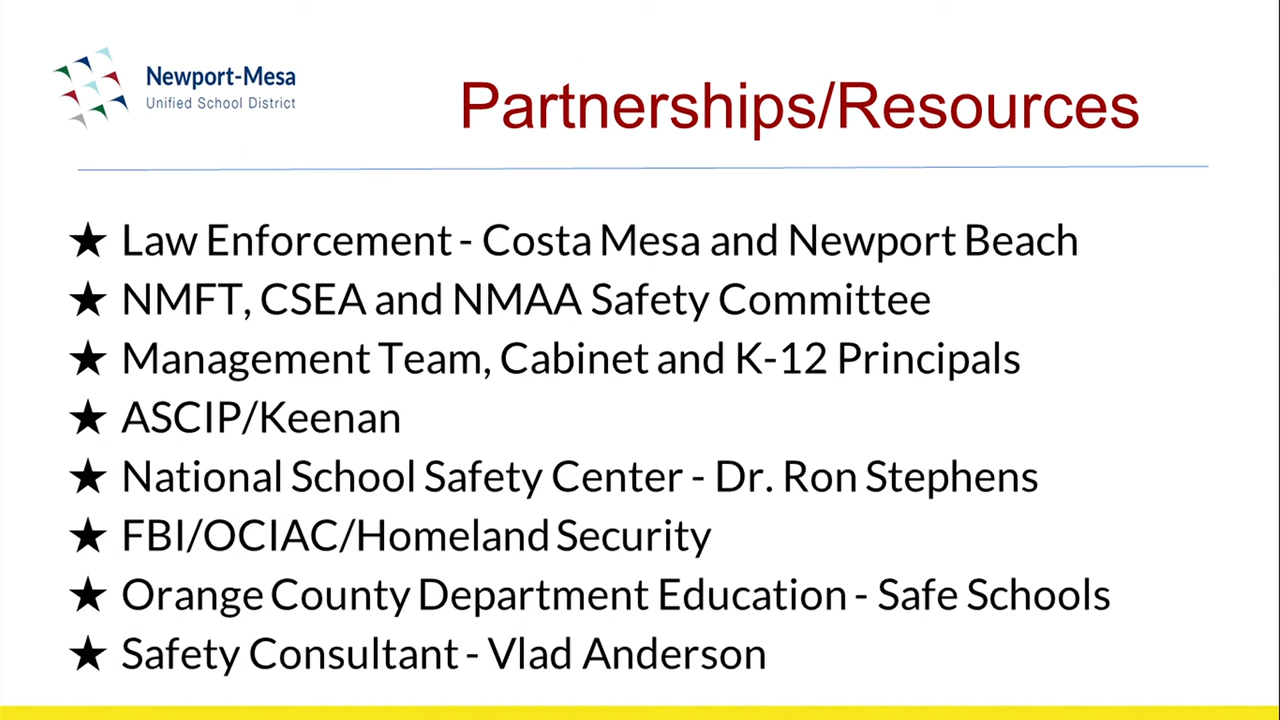 Newport-Mesa
Unified School District
Partnerships/Resources
★ Law Enforcement - Costa Mesa and Newport Beach
★ NMFT, CSEA and NMAA Safety Committee
★ Management Team, Cabinet and K-12 Principals
★ ASCIP/Keenan
★ National School Safety Center - Dr. Ron Stephens
★ FBI/OCIAC/Homeland Security
★ Orange County Department Education - Safe Schools
★ Safety Consultant - Vlad Anderson